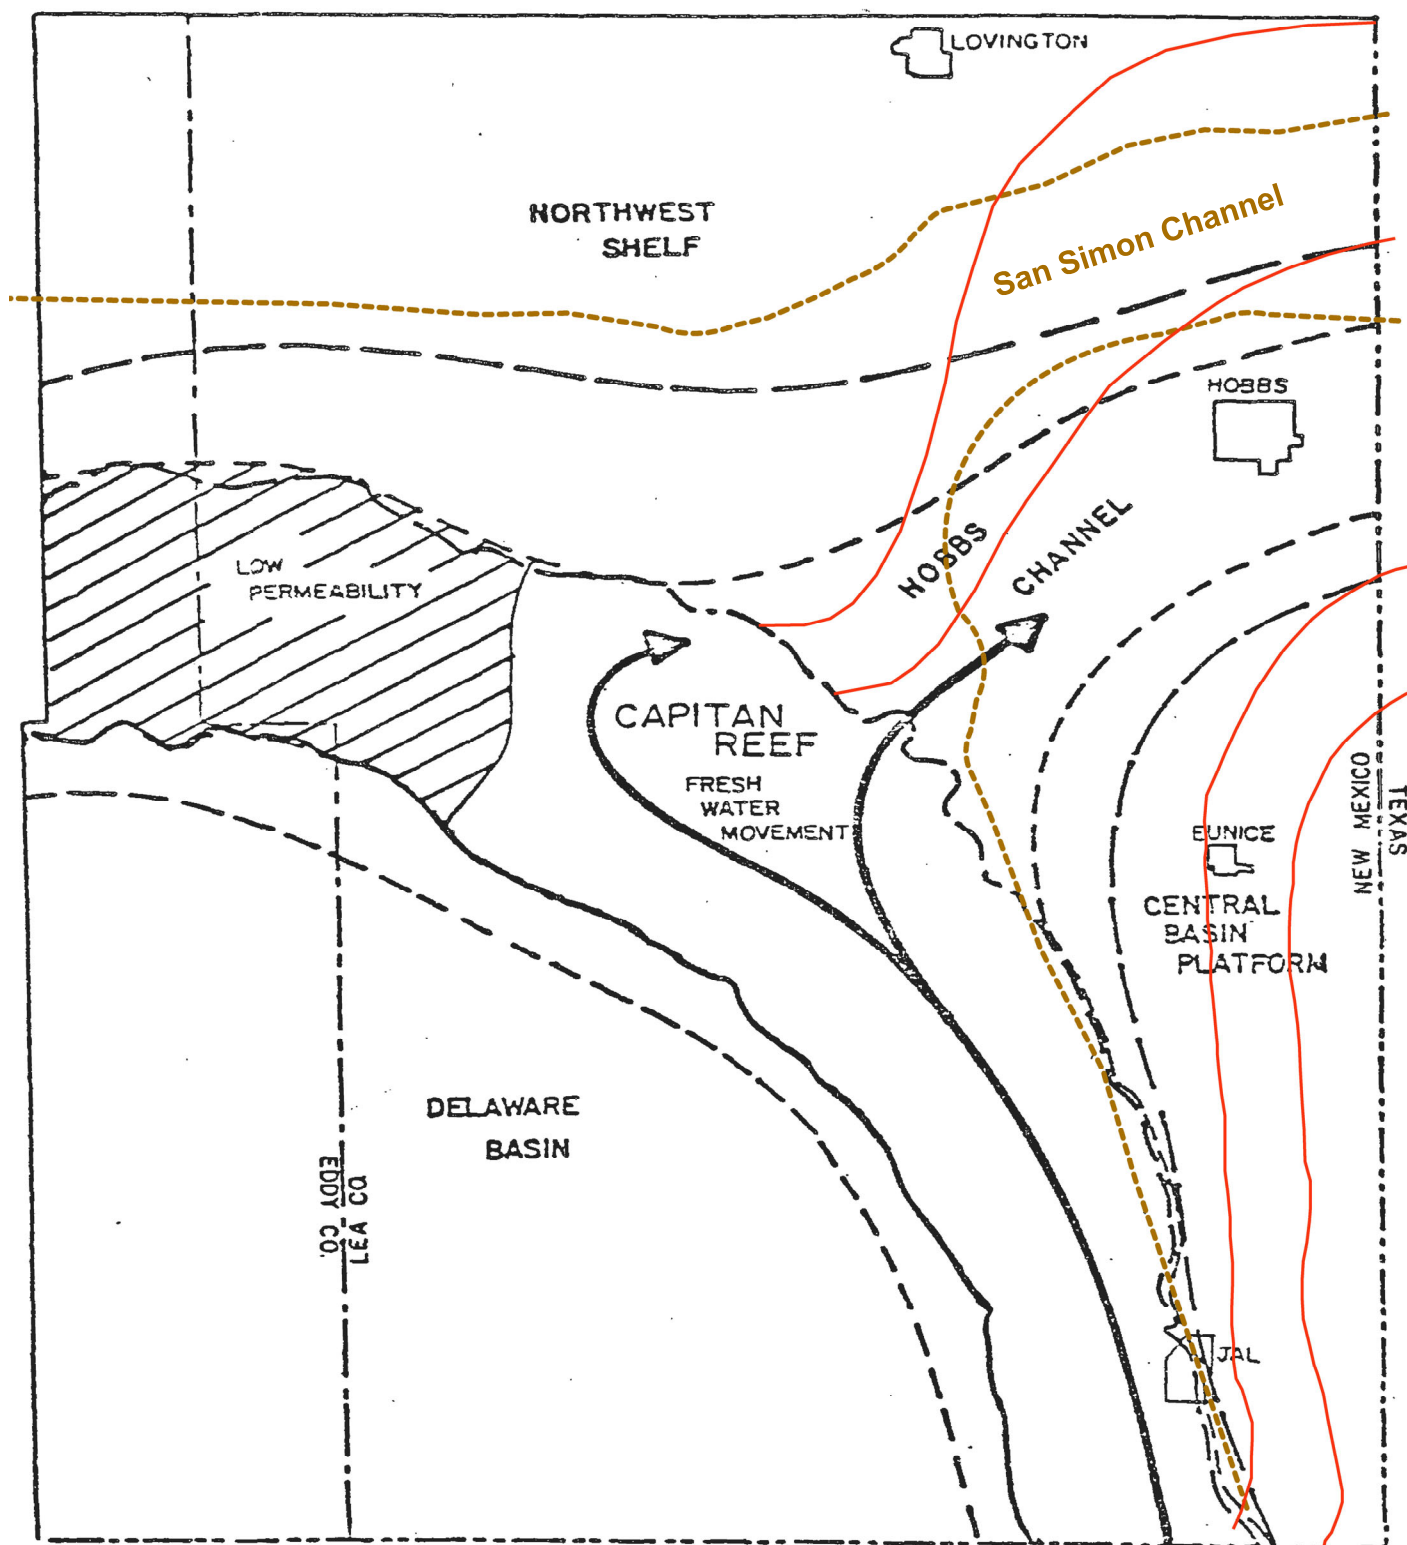 LOVINGTON
NORTHWEST
SHELF
San Simon Channel
HOBBS
HOBBS
CHANNEL
LOW
PERMEABILITY
CAPITAN
REEF
FRESH
WATER
MOVEMENT
NEW MEXICO
TEXAS
EUNICE
CENTRAL
BASIN
PLATFORM
DELAWARE
BASIN
EDDY CO.
LEA CO
JAL